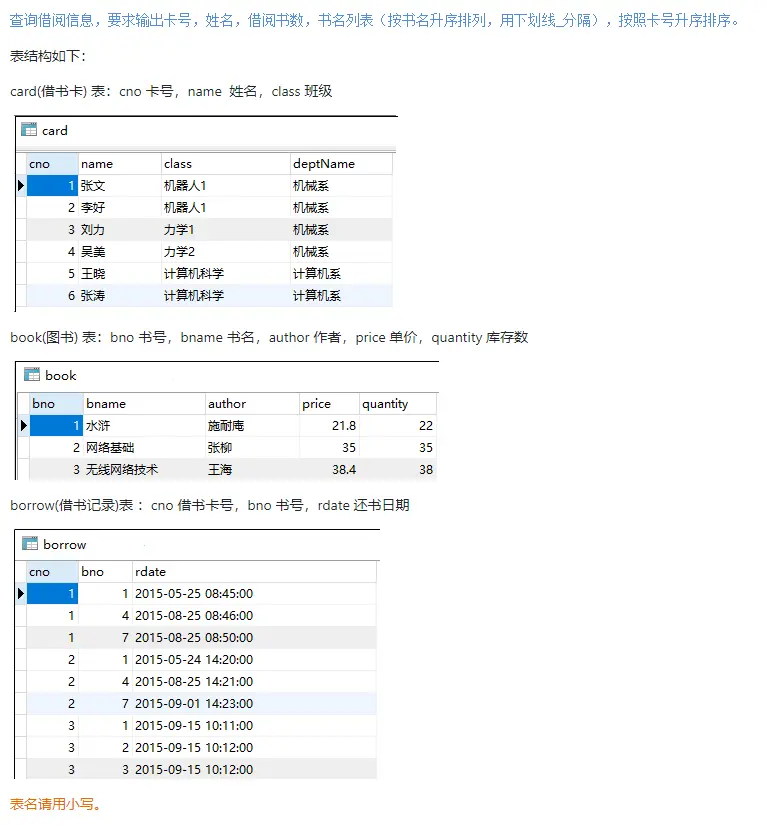 查询借阅信息，要求输出卡号，姓名，借阅书数，书名列表（按书名升序排列，用下划线_分隔），按照卡号升序排序。
表结构如下：
card(借书卡) 表：cno 卡号，name 姓名，class 班级
card
cno name class deptName
1 张文 机器人1 机械系
2 李好 机器人1 机械系
3 刘力 力学1 机械系
4 吴美 力学2 机械系
5 王晓 计算机科学 计算机系
6 张涛 计算机科学 计算机系
book(图书) 表：bno 书号，bname 书名，author 作者，price 单价，quantity 库存数
book
bno bname author price quantity
1 水浒 施耐庵 21.8 22
2 网络基础 张柳 35 35
3 无线网络技术 王海 38.4 38
borrow(借书记录)表 ：cno 借书卡号，bno 书号，rdate 还书日期
borrow
cno bno rdate
1 1 2015-05-25 08:45:00
1 4 2015-08-25 08:46:00
1 7 2015-08-25 08:50:00
2 1 2015-05-24 14:20:00
2 4 2015-08-25 14:21:00
2 7 2015-09-01 14:23:00
3 1 2015-09-15 10:11:00
3 2 2015-09-15 10:12:00
3 3 2015-09-15 10:12:00
表名请用小写。